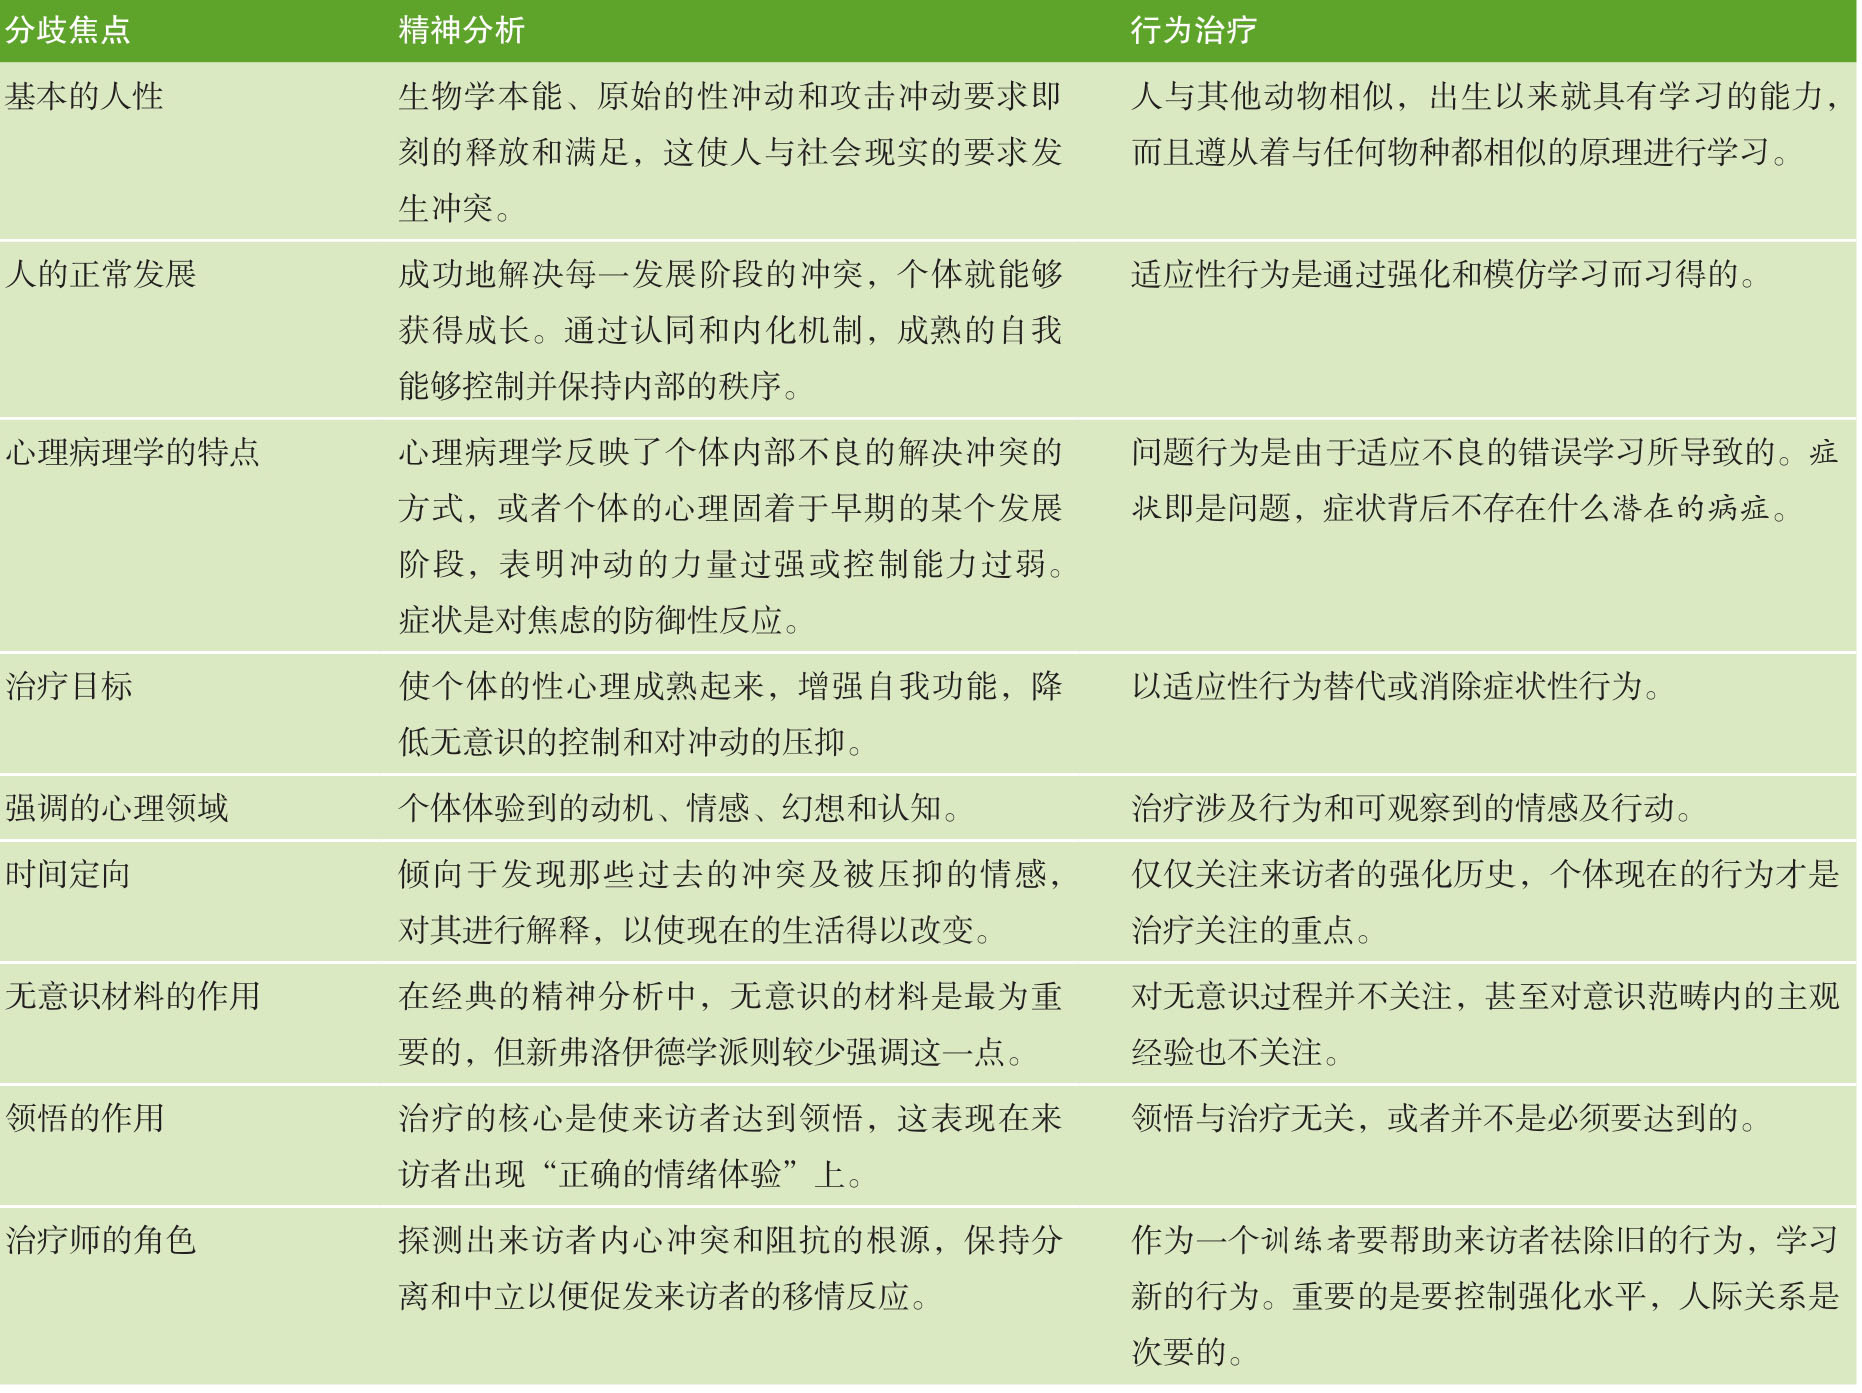 分歧焦点 精神分析 行为治疗
基本的人性 生物学本能、原始的性冲动和攻击冲动要求即 人与其他动物相似，出生以来就具有学习的能力，
刻的释放和满足，这使人与社会现实的要求发 而且遵从着与任何物种都相似的原理进行学习。
生冲突。
人的正常发展 成功地解决每一发展阶段的冲突，个体就能够 适应性行为是通过强化和模仿学习而习得的。
获得成长。通过认同和内化机制，成熟的自我
能够控制并保持内部的秩序。
心理病理学的特点 心理病理学反映了个体内部不良的解决冲突的 问题行为是由于适应不良的错误学习所导致的。症
方式，或者个体的心理固着于早期的某个发展 状即是问题，症状背后不存在什么潜在的病症。
阶段，表明冲动的力量过强或控制能力过弱。
症状是对焦虑的防御性反应。
治疗目标 使个体的性心理成熟起来，增强自我功能，降 以适应性行为替代或消除症状性行为。
低无意识的控制和对冲动的压抑。
强调的心理领域 个体体验到的动机、情感、幻想和认知。 治疗涉及行为和可观察到的情感及行动。
时间定向 倾向于发现那些过去的冲突及被压抑的情感， 仅仅关注来访者的强化历史，个体现在的行为才是
对其进行解释，以使现在的生活得以改变。 治疗关注的重点。
无意识材料的作用 在经典的精神分析中，无意识的材料是最为重 对无意识过程并不关注，甚至对意识范畴内的主观
要的，但新弗洛伊德学派则较少强调这一点。 经验也不关注。
领悟的作用 治疗的核心是使来访者达到领悟，这表现在来 领悟与治疗无关，或者并不是必须要达到的。
访者出现“正确的情绪体验”上。
治疗师的角色 探测出来访者内心冲突和阻抗的根源，保持分 作为一个训练者要帮助来访者祛除旧的行为，学习
离和中立以便促发来访者的移情反应。 新的行为。重要的是要控制强化水平，人际关系是
次要的。